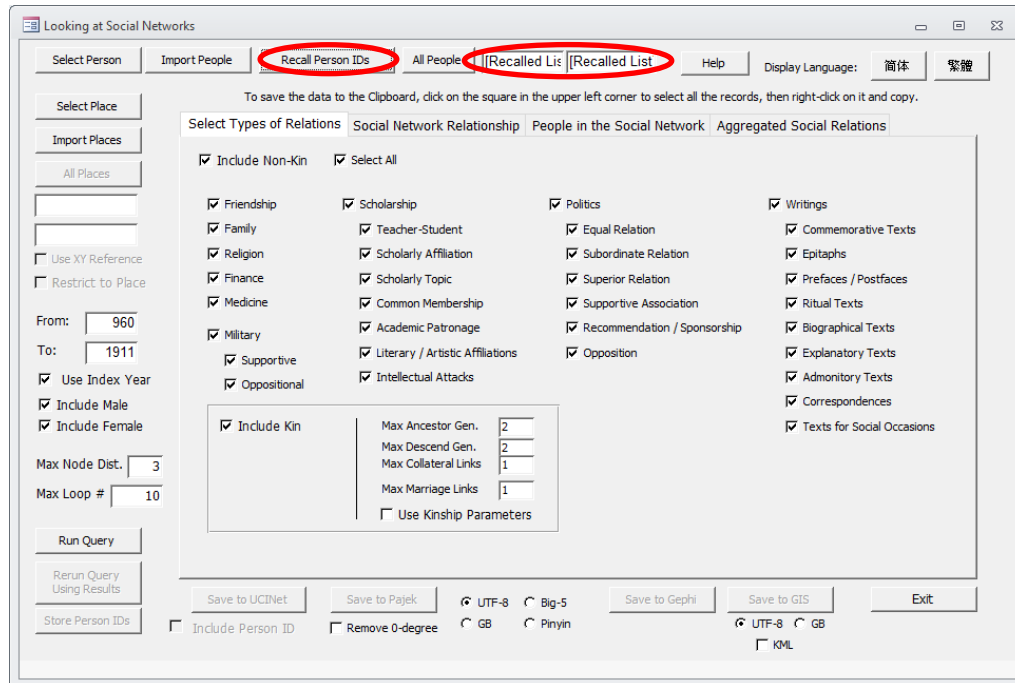 Looking at Social Networks
Select Person Import People Recall Person IDs All People [Recalled Lis [Recalled List Help Display Language: 简体 繁體
To save the data to the Clipboard, click on the square in the upper left corner to select all the records, then right-click on it and copy.
Select Place
Import Places
All Places
Use XY Reference
Restrict to Place
From: 960
To: 1911
Use Index Year
Include Male
Include Female
Max Node Dist. 3
Max Loop # 10
Run Query
Rerun Query
Using Results
Store Person IDs
Select Types of Relations Social Network Relationship People in the Social Network Aggregated Social Relations
Include Non-Kin Select All
Friendship
Family
Religion
Finance
Medicine
Military
Supportive
Oppositional
Scholarship
Teacher-Student
Scholarly Affiliation
Scholarly Topic
Common Membership
Academic Patronage
Literary / Artistic Affiliations
Intellectual Attacks
Politics
Equal Relation
Subordinate Relation
Superior Relation
Supportive Association
Recommendation / Sponsorship
Opposition
Writings
Commemorative Texts
Epitaphs
Prefaces / Postfaces
Ritual Texts
Biographical Texts
Explanatory Texts
Admonitory Texts
Correspondences
Texts for Social Occasions
Include Kin
Max Ancestor Gen. 2
Max Descend Gen. 2
Max Collateral Links 1
Max Marriage Links 1
Use Kinship Parameters
Save to UCINet Save to Pajek UTF-8 Big-5 Save to Gephi Save to GIS Exit
Include Person ID Remove 0-degree GB Pinyin UTF-8 GB
KML